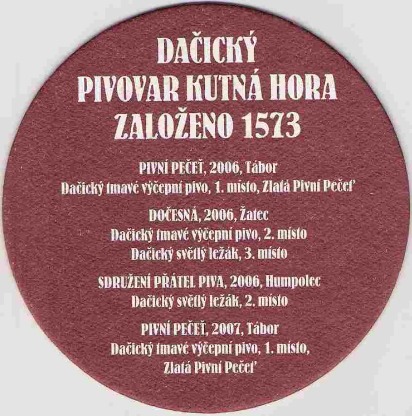 DAČICKÝ
PIVOVAR KUTNÁ HORA
ZALOŽENO 1573
PIVNÍ PEČEŤ, 2006, Tábor
Dačický tmavé výčepní pivo, 1. místo, Zlatá Pivní Pečeť
DOČESNÁ, 2006, Žatec
Dačický tmavé výčepní pivo, 2. místo
Dačický světlý ležák, 3. místo
SDRUŽENÍ PŘÁTEL PIVA, 2006, Humpolec
Dačický světlý ležák, 2. místo
PIVNÍ PEČEŤ, 2007, Tábor
Dačický tmavé výčepní pivo, 1. místo,
Zlatá Pivní Pečeť